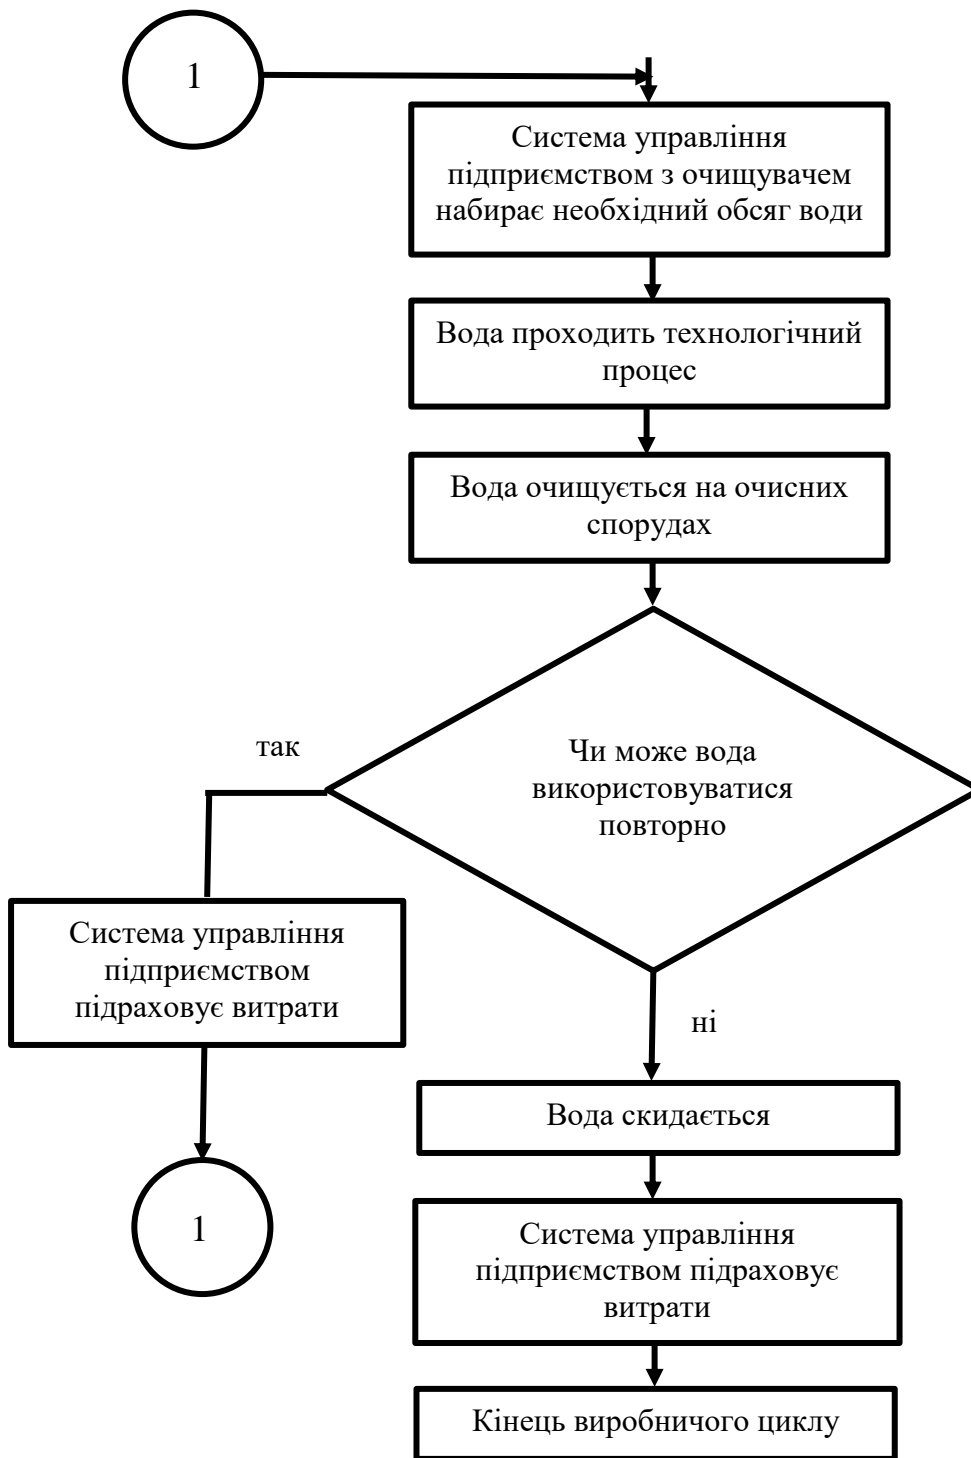 1
Система управління
підприємством з очищувачем
набирає необхідний обсяг води
Вода проходить технологічний
процес
Вода очищується на очисних
спорудах
так
Чи може вода
використовуватися
повторно
Система управління
підприємством
підраховує витрати
ні
Вода скидається
1
Система управління
підприємством підраховує
витрати
Кінець виробничого циклу